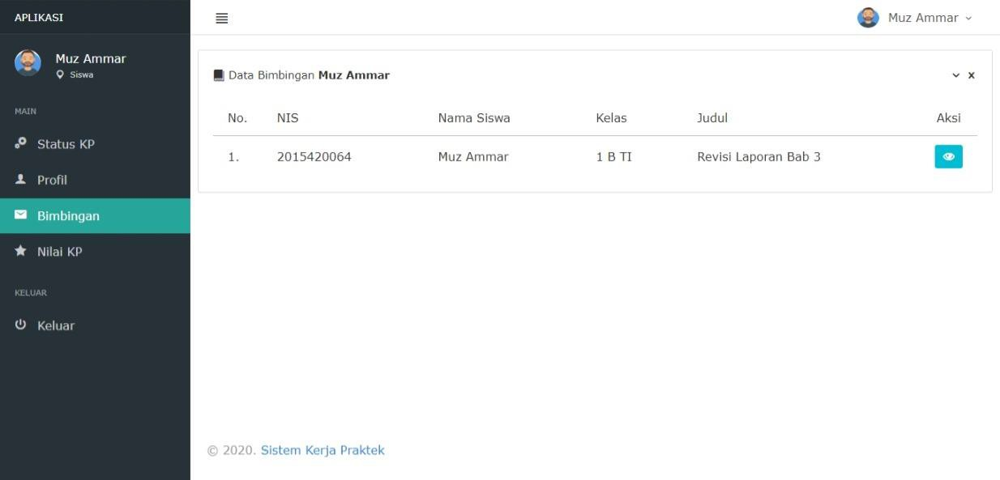 APLIKASI
Muz Ammar
Muz Ammar
Siswa
MAIN
Status KP
Profil
Bimbingan
Nilai KP
KELUAR
Keluar
Data Bimbingan Muz Ammar
No. NIS Nama Siswa Kelas Judul Aksi
1. 2015420064 Muz Ammar 1 B TI Revisi Laporan Bab 3
© 2020. Sistem Kerja Praktek